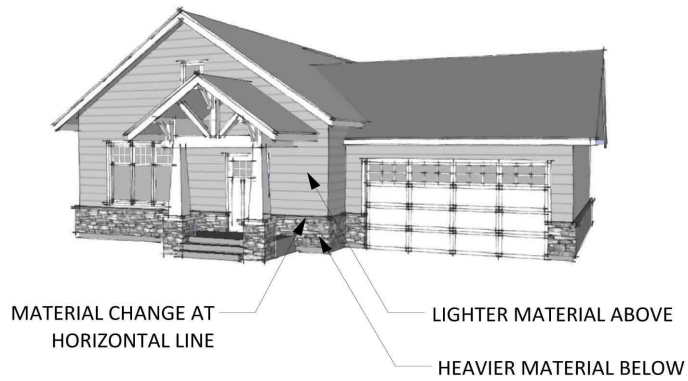 MATERIAL CHANGE AT
HORIZONTAL LINE
LIGHTER MATERIAL ABOVE
HEAVIER MATERIAL BELOW